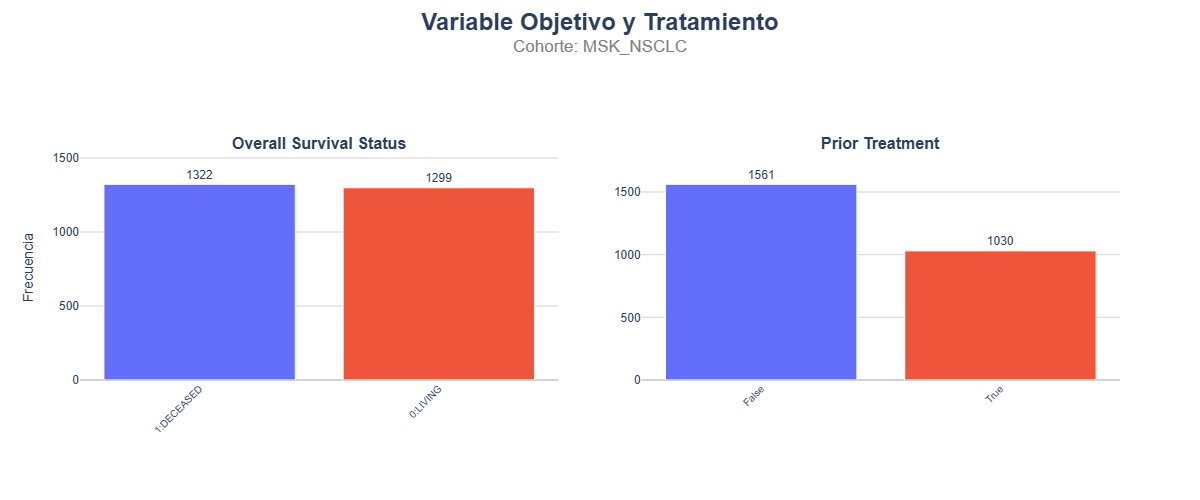 Variable Objetivo y Tratamiento
Cohorte: MSK_NSCLC
Overall Survival Status
Frecuencia
1500
1000
500
0
1322
1299
1:DECEASED
0:LIVING
Prior Treatment
1500
1000
500
0
1561
1030
False
True